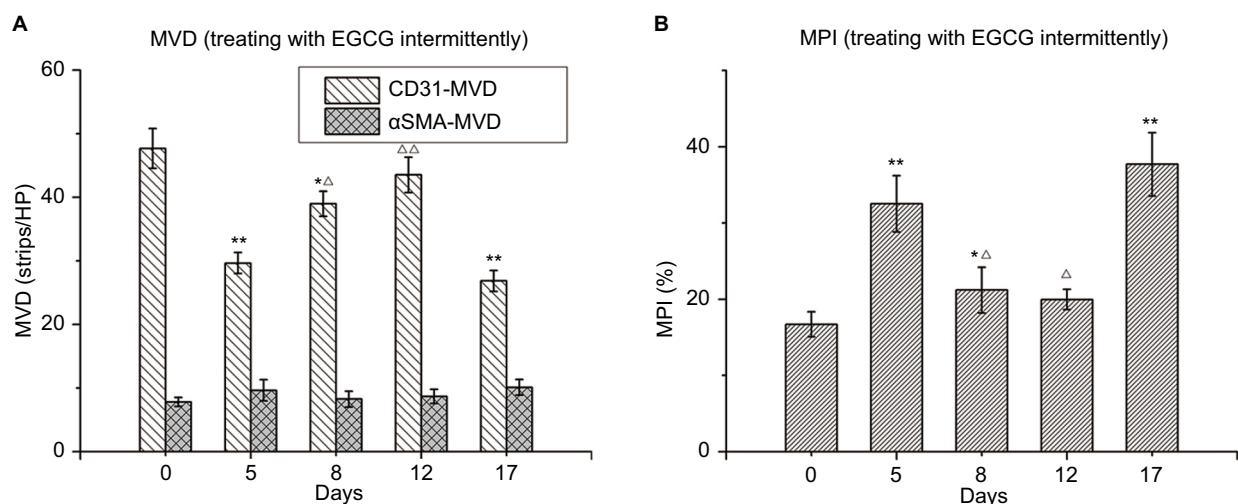 A
MVD (treating with EGCG intermittently)
60
40
20
0
MVD (strips/HP)
CD31-MVD
αSMA-MVD
**
*△
△△
**
0 5 8 12 17
Days
B
MPI (treating with EGCG intermittently)
40
20
0
MPI (%)
**
*△
△
**
0 5 8 12 17
Days